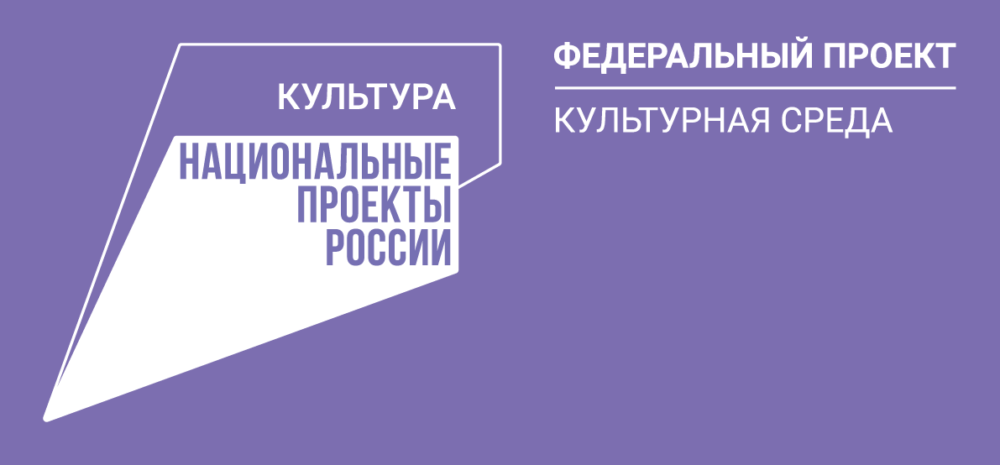 КУЛЬТУРА
НАЦИОНАЛЬНЫЕ
ПРОЕКТЫ
РОССИИ
ФЕДЕРАЛЬНЫЙ ПРОЕКТ
КУЛЬТУРНАЯ СРЕДА